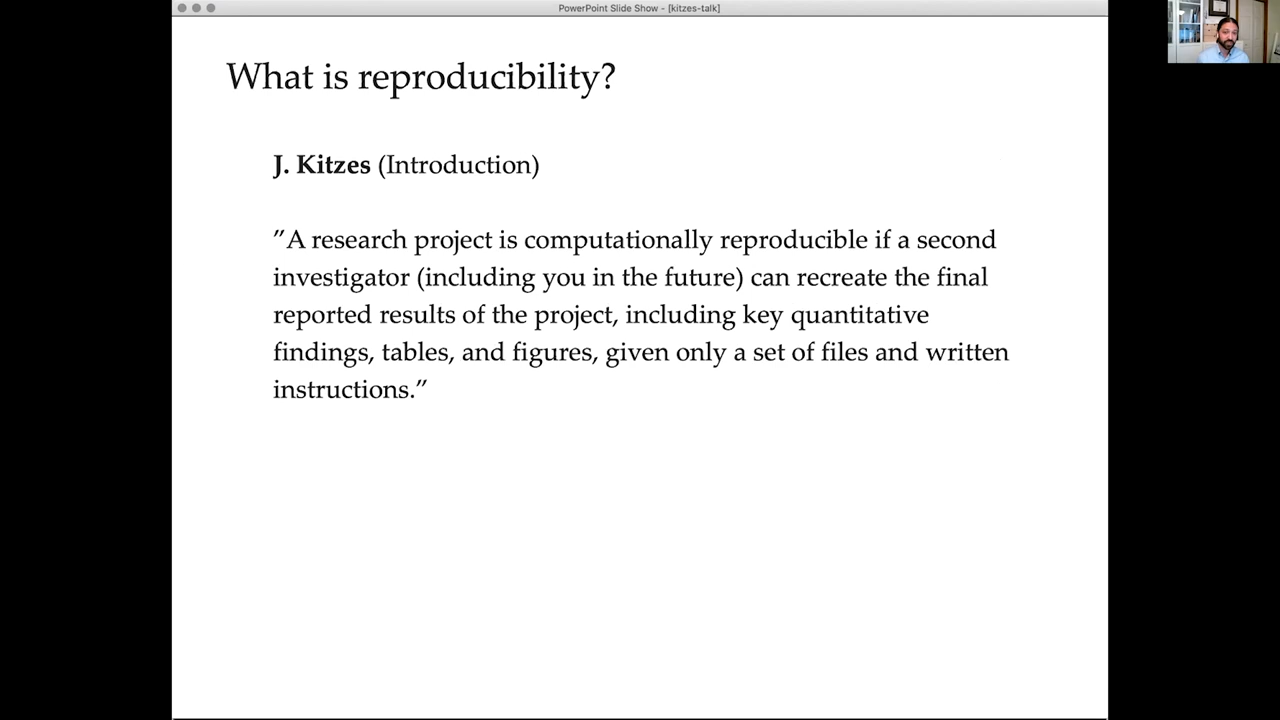 PowerPoint Slide Show - [kitzes-talk]
What is reproducibility?
J. Kitzes (Introduction)
”A research project is computationally reproducible if a second
investigator (including you in the future) can recreate the final
reported results of the project, including key quantitative
findings, tables, and figures, given only a set of files and written
instructions.”